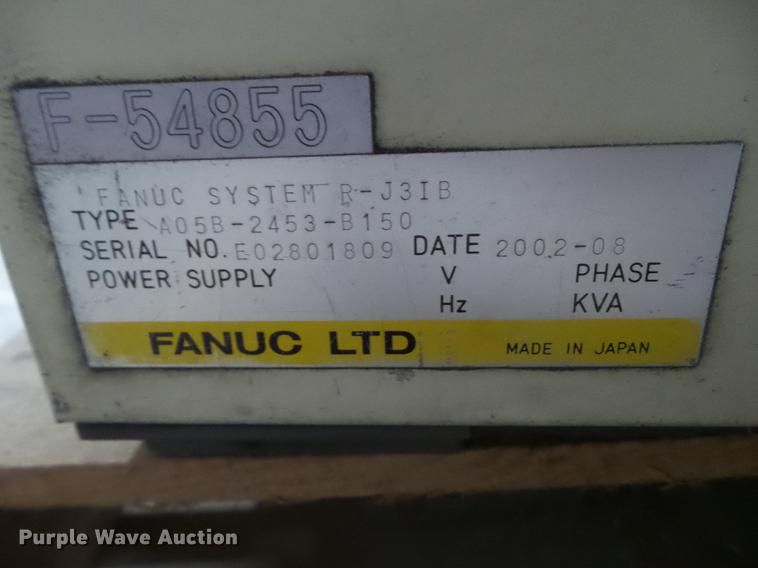 F-54855
FANUC SYSTEM R-J3IB
TYPE A05B-2453-B150
SERIAL NO. E02801809 DATE 2002-08
POWER SUPPLY V PHASE
Hz KVA
FANUC LTD MADE IN JAPAN
Purple Wave Auction